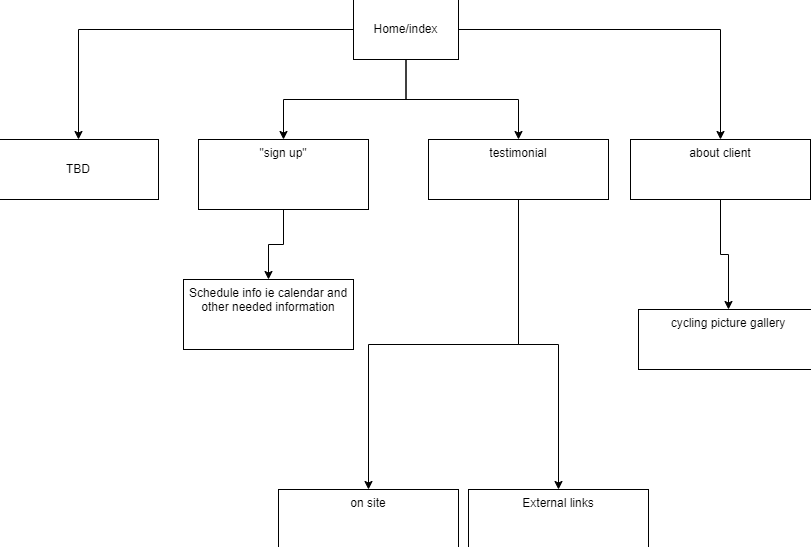 Home/index
TBD
"sign up"
testimonial
about client
Schedule info ie calendar and
other needed information
cycling picture gallery
on site
External links